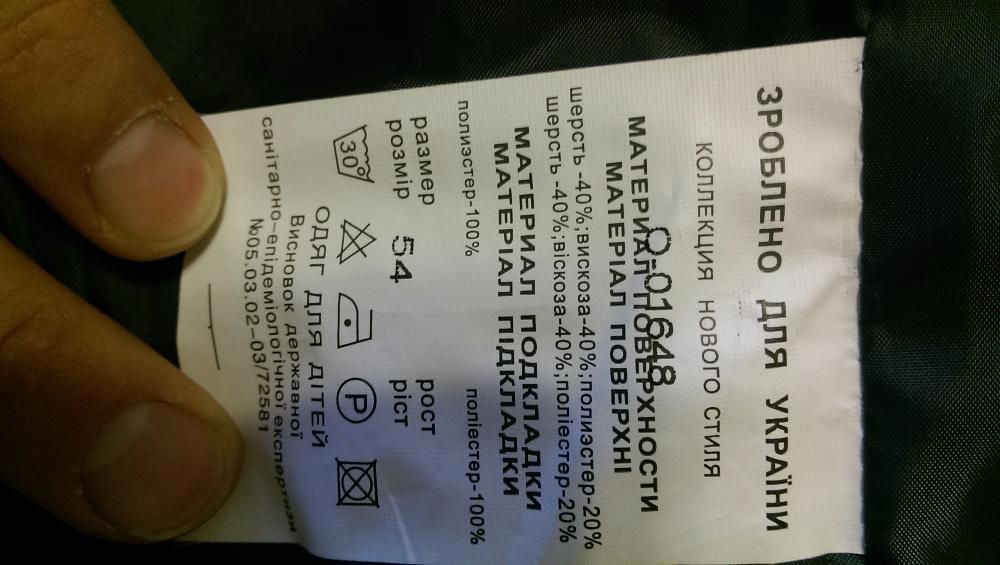 ЗРОБЛЕНО ДЛЯ УКРАЇНИ
КОЛЛЕКЦИЯ НОВОГО СТИЛЯ
О-01648
МАТЕРИАЛ ПОВЕРХНОСТИ
МАТЕРІАЛ ПОВЕРХНІ
шерсть -40%;вискоза-40%;полиэстер-20%
шерсть -40%;віскоза-40%;поліестер-20%
МАТЕРИАЛ ПОДКЛАДКИ
МАТЕРІАЛ ПІДКЛАДКИ
полиэстер-100% поліестер-100%
размер рост
розмір 54 ріст
30 P
ОДЯГ ДЛЯ ДІТЕЙ
Висновок державної
санітарно-епідеміологічної експертизи
№05.03.02-03/72581